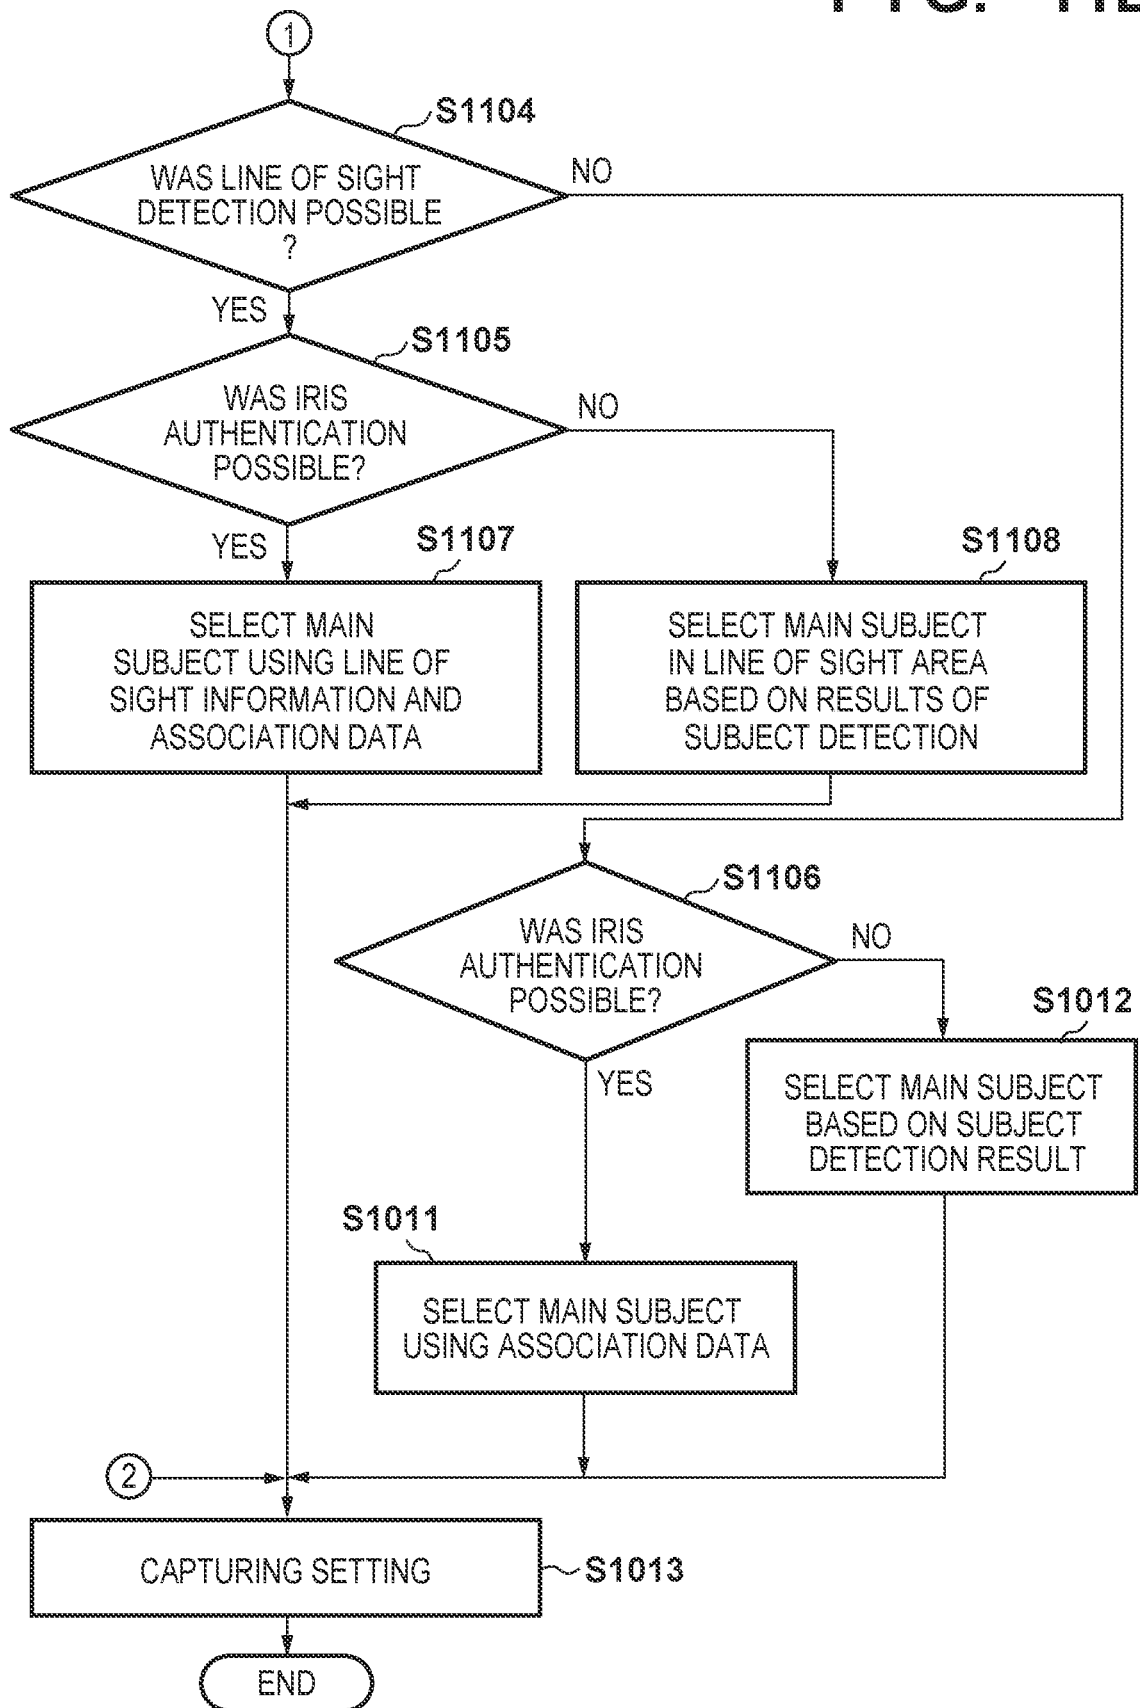 FIG.
1
S1104
WAS LINE OF SIGHT
DETECTION POSSIBLE
?
NO
YES
S1105
WAS IRIS
AUTHENTICATION
POSSIBLE?
NO
YES
S1107
SELECT MAIN
SUBJECT USING LINE OF
SIGHT INFORMATION AND
ASSOCIATION DATA
S1108
SELECT MAIN SUBJECT
IN LINE OF SIGHT AREA
BASED ON RESULTS OF
SUBJECT DETECTION
S1106
WAS IRIS
AUTHENTICATION
POSSIBLE?
NO
YES
S1012
SELECT MAIN SUBJECT
BASED ON SUBJECT
DETECTION RESULT
S1011
SELECT MAIN SUBJECT
USING ASSOCIATION DATA
2
CAPTURING SETTING
S1013
END